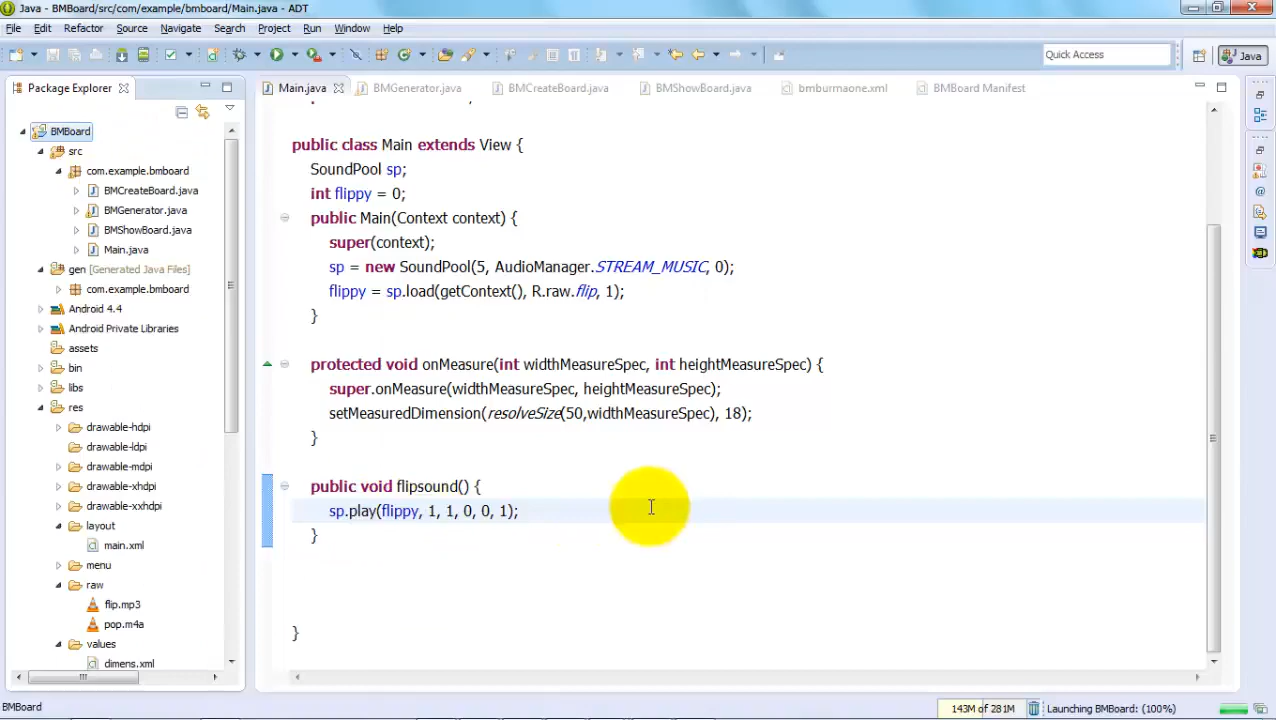 Java - BMBoard/src/com/example/bmboard/Main.java - ADT
File Edit Refactor Source Navigate Search Project Run Window Help
Quick Access
Java
Package Explorer
Main.java
BMGenerator.java
BMCreateBoard.java
BMShowBoard.java
bmburmaone.xml
BMBoard Manifest
BMBoard
src
com.example.bmboard
BMCreateBoard.java
BMGenerator.java
BMShowBoard.java
Main.java
gen [Generated Java Files]
com.example.bmboard
Android 4.4
Android Private Libraries
assets
bin
libs
res
drawable-hdpi
drawable-ldpi
drawable-mdpi
drawable-xhdpi
drawable-xxhdpi
layout
main.xml
menu
raw
flip.mp3
pop.m4a
values
dimens.xml
public class Main extends View {
SoundPool sp;
int flippy = 0;
public Main(Context context) {
super(context);
sp = new SoundPool(5, AudioManager.STREAM_MUSIC, 0);
flippy = sp.load(getContext(), R.raw.flip, 1);
}
protected void onMeasure(int widthMeasureSpec, int heightMeasureSpec) {
super.onMeasure(widthMeasureSpec, heightMeasureSpec);
setMeasuredDimension(resolveSize(50,widthMeasureSpec), 18);
}
public void flipsound() {
sp.play(flippy, 1, 1, 0, 0, 1);
}
}
BMBoard
143M of 281M
Launching BMBoard: (100%)